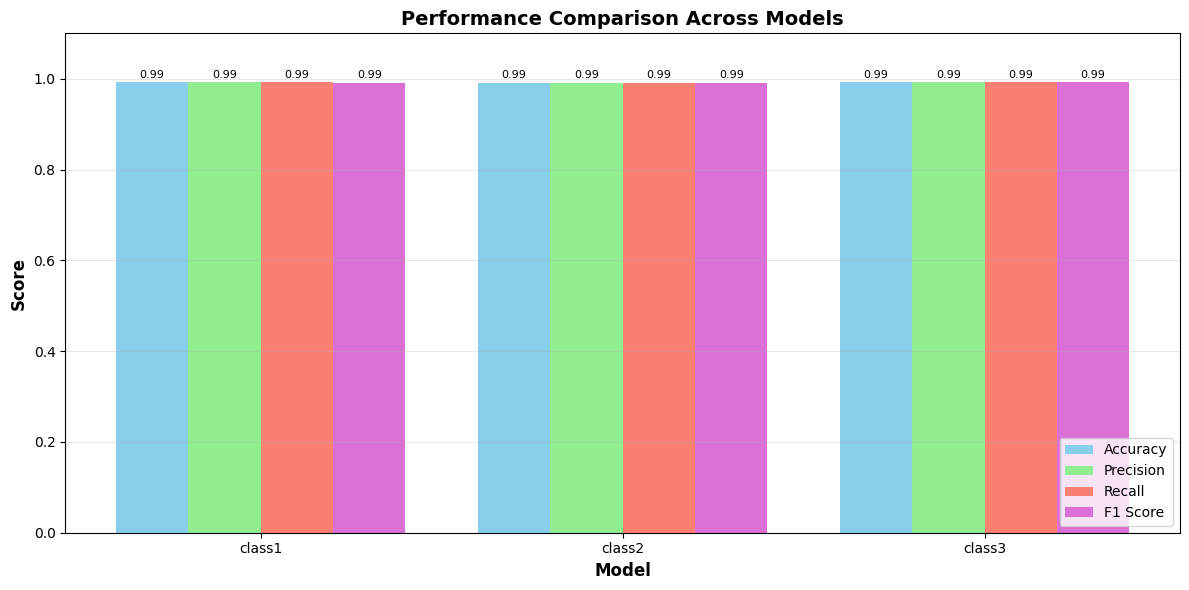 Performance Comparison Across Models
0.99 0.99 0.99 0.99 0.99 0.99 0.99 0.99 0.99 0.99 0.99 0.99
1.0
0.8
0.6
0.4
0.2
0.0
Score
Accuracy
Precision
Recall
F1 Score
class1 class2 class3
Model